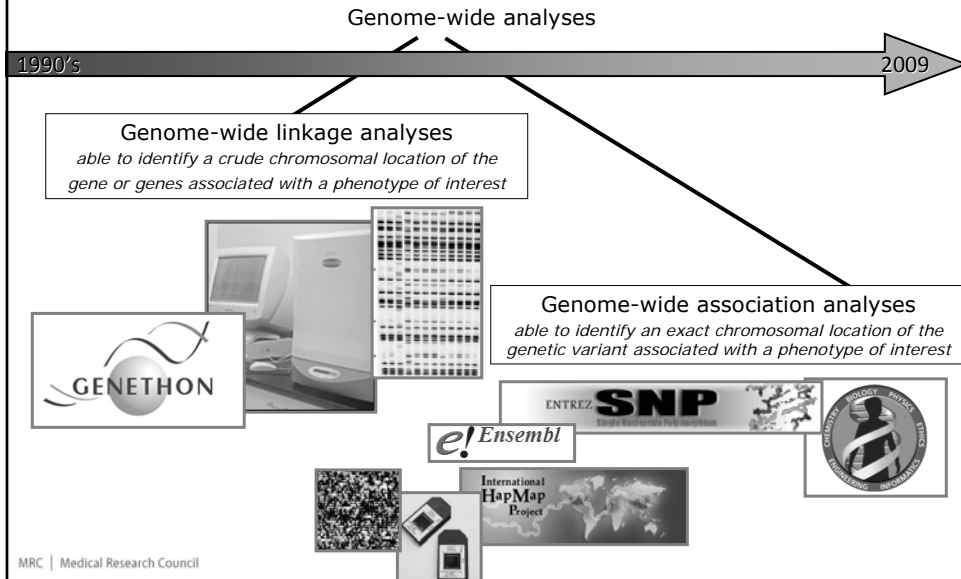 Genome-wide analyses
1990's
2009
Genome-wide linkage analyses
able to identify a crude chromosomal location of the
gene or genes associated with a phenotype of interest
Genome-wide association analyses
able to identify an exact chromosomal location of the
genetic variant associated with a phenotype of interest
GENETHON
ENTREZ SNP
Single Nucleotide Polymorphism
CHEMISTRY BIOLOGY PHYSICS ETHICS INFORMATICS ENGINEERING
e! Ensembl
International
HapMap
Project
MRC | Medical Research Council